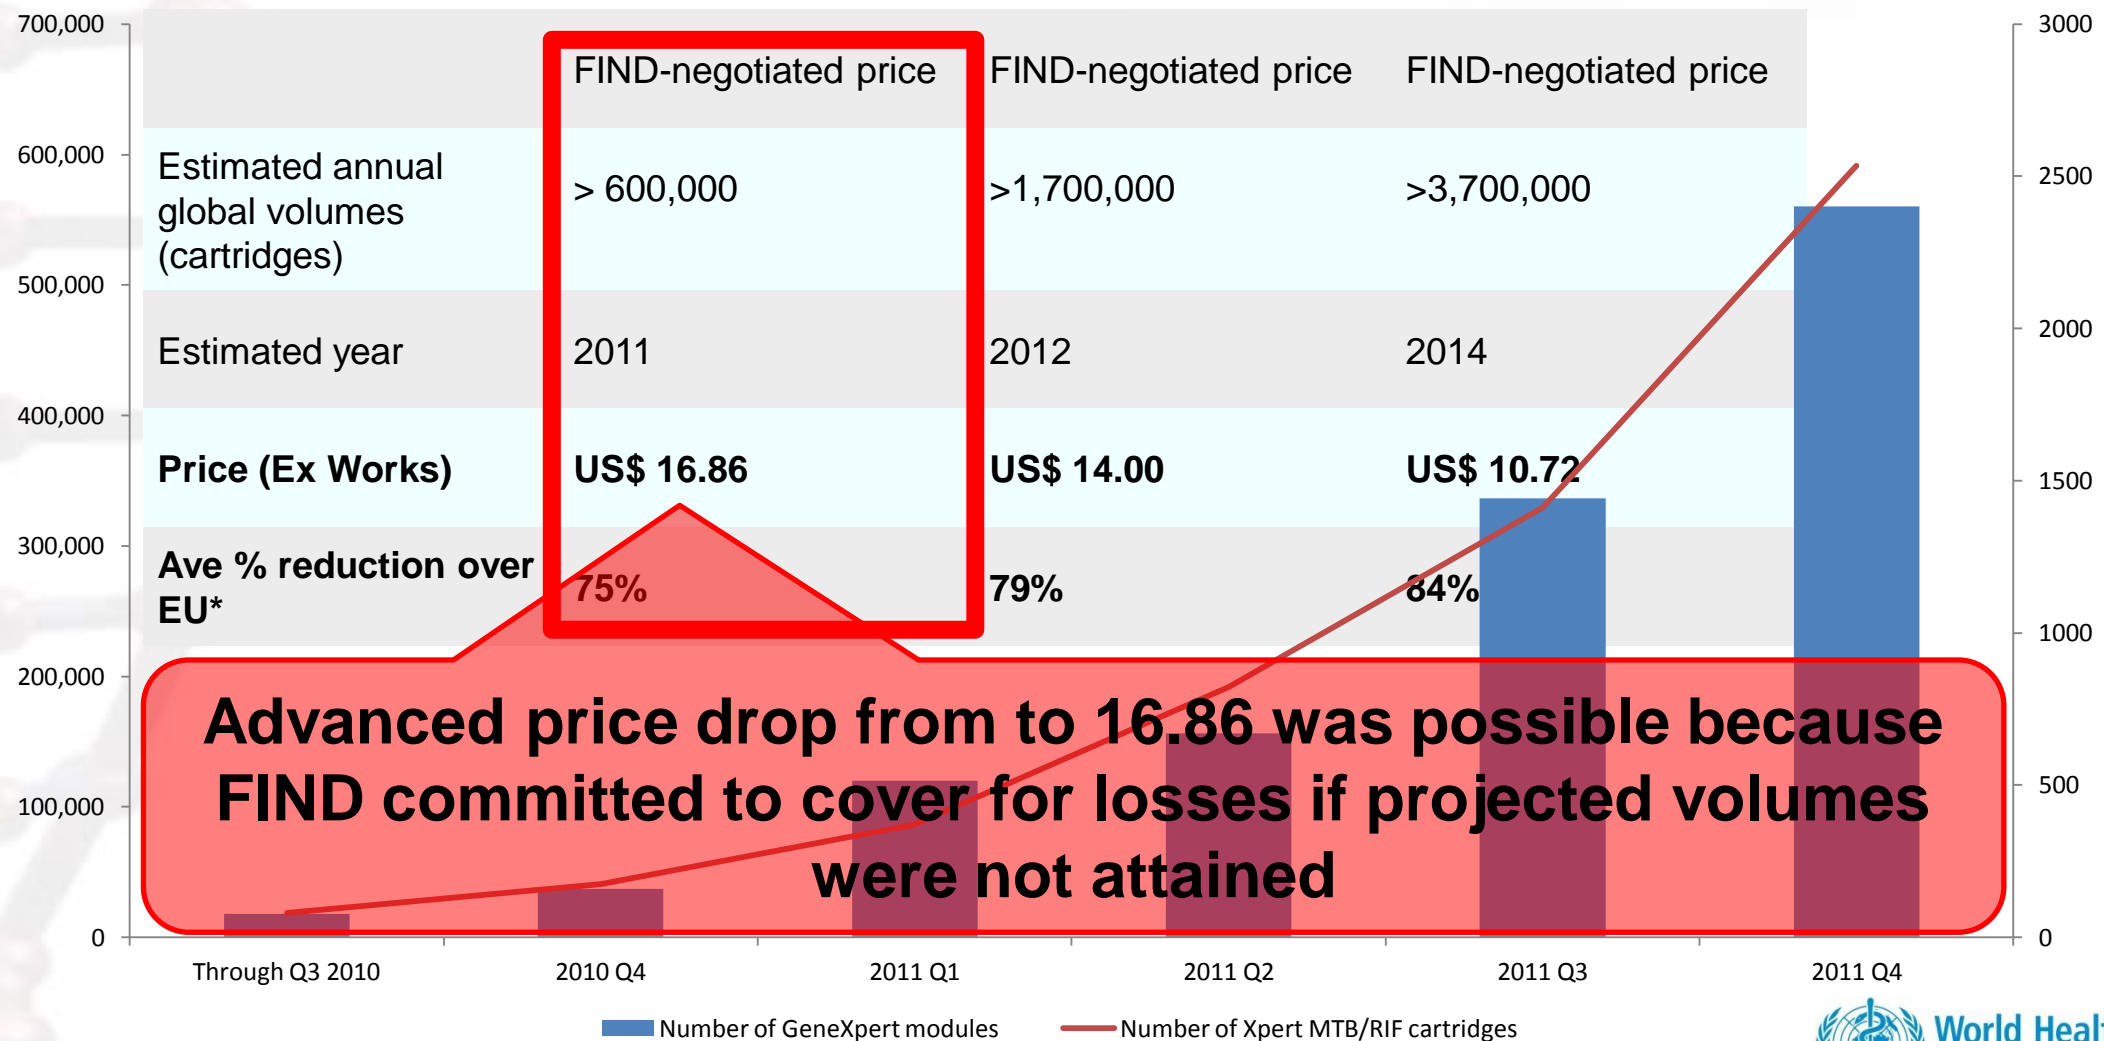 700,000
600,000
500,000
400,000
300,000
200,000
100,000
0
3000
2500
2000
1500
1000
500
0
FIND-negotiated price FIND-negotiated price FIND-negotiated price
Estimated annual
global volumes
(cartridges)
> 600,000 >1,700,000 >3,700,000
Estimated year 2011 2012 2014
Price (Ex Works) US$ 16.86 US$ 14.00 US$ 10.72
Ave % reduction over
EU*
75% 79% 84%
Advanced price drop from to 16.86 was possible because
FIND committed to cover for losses if projected volumes
were not attained
Through Q3 2010 2010 Q4 2011 Q1 2011 Q2 2011 Q3 2011 Q4
Number of GeneXpert modules Number of Xpert MTB/RIF cartridges
World